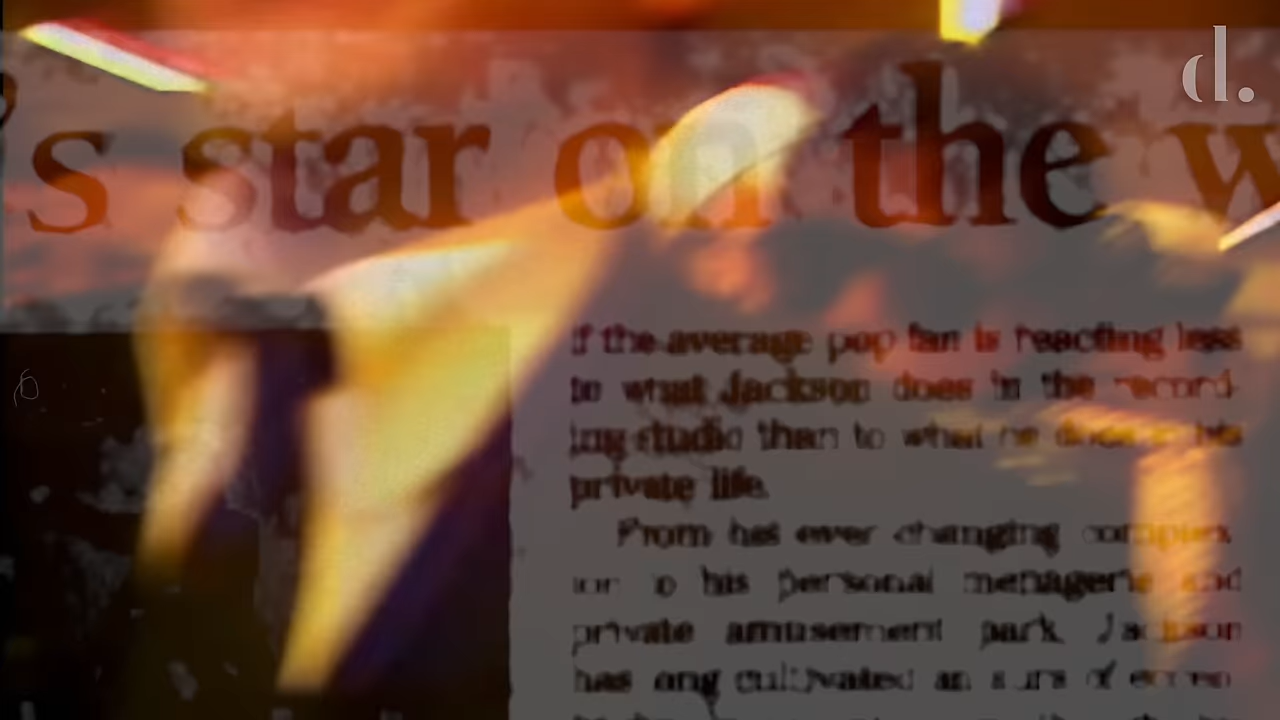 d.
's star on the w
if the average pop fan is reacting less
to what Jackson does in the record-
ing studio than to what he does in his
private life.
From his ever changing complex-
ion to his personal menagerie and
private amusement park, Jackson
has long cultivated an aura of eccen-